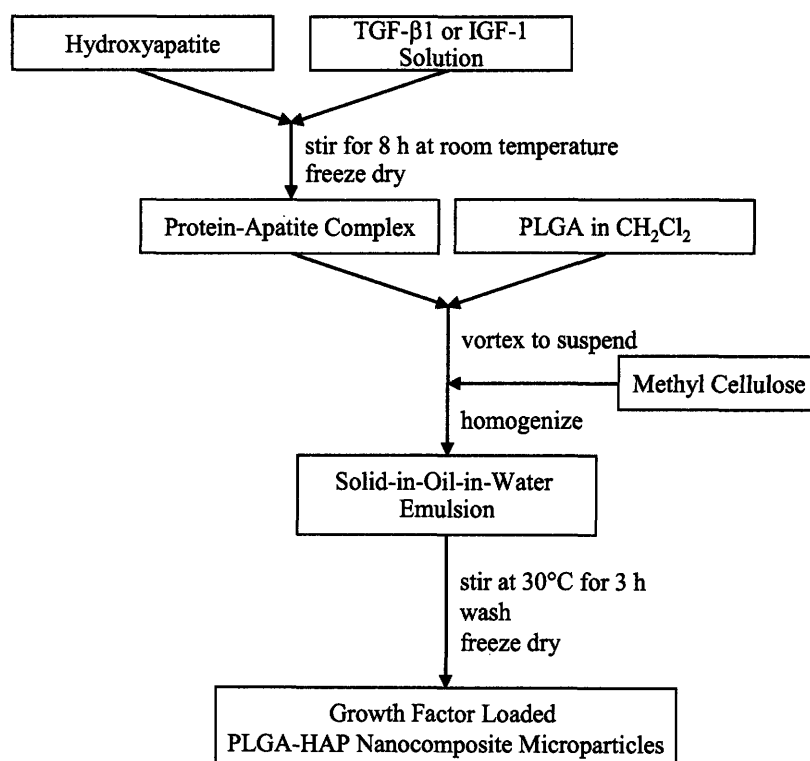 Hydroxyapatite
TGF-β1 or IGF-1
Solution
stir for 8 h at room temperature
freeze dry
Protein-Apatite Complex
PLGA in CH₂Cl₂
vortex to suspend
Methyl Cellulose
homogenize
Solid-in-Oil-in-Water
Emulsion
stir at 30°C for 3 h
wash
freeze dry
Growth Factor Loaded
PLGA-HAP Nanocomposite Microparticles